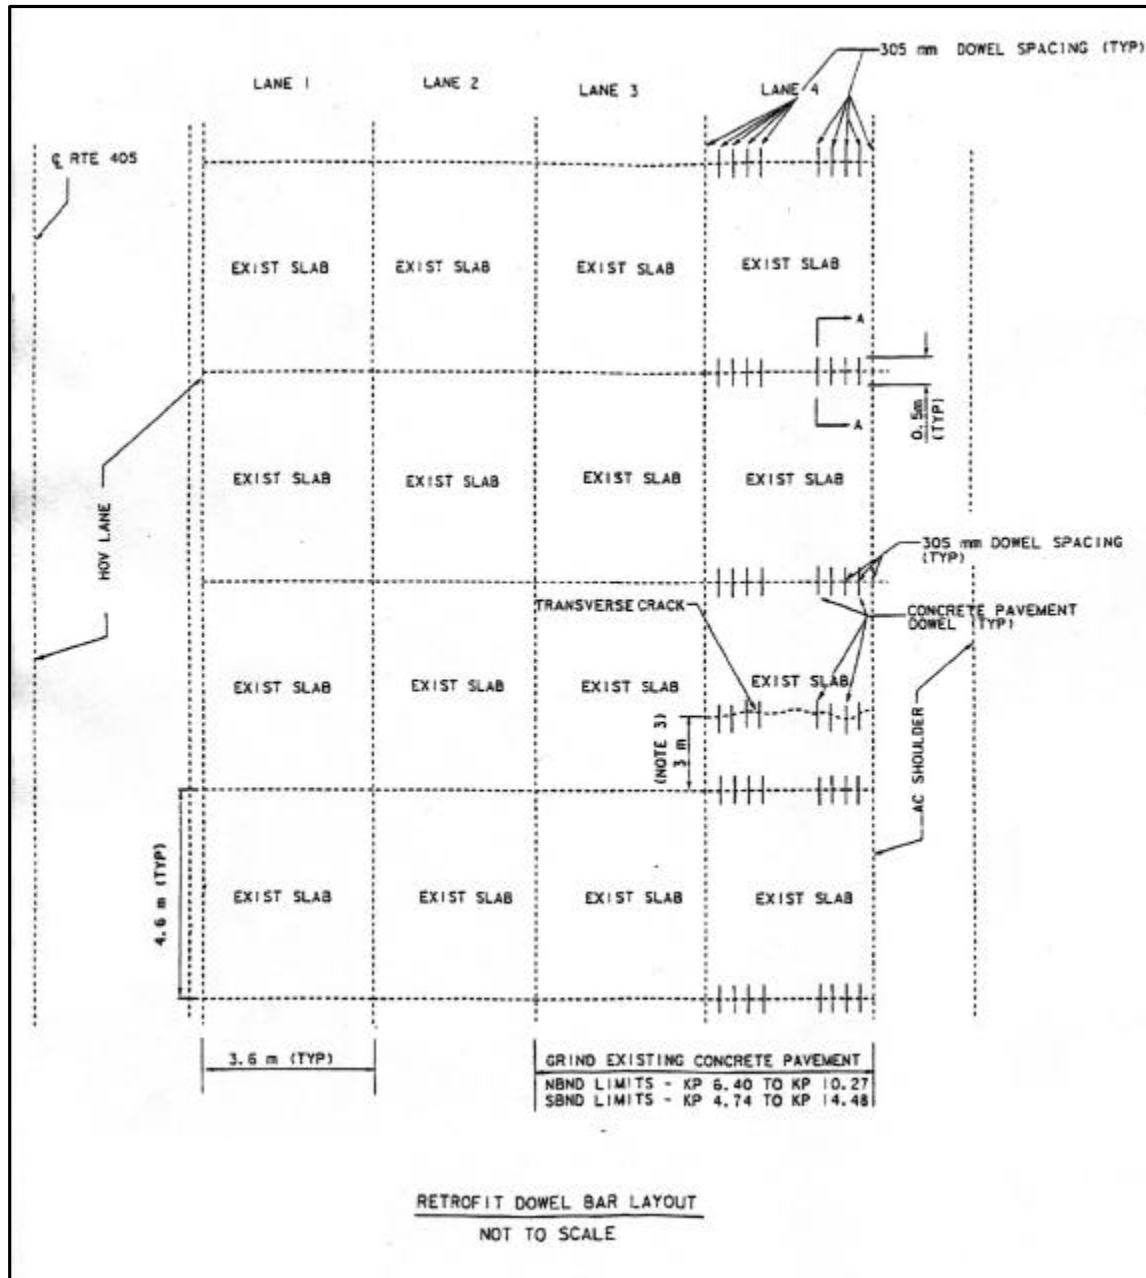 305 mm DOWEL SPACING (TYP)
LANE 1
LANE 2
LANE 3
LANE 4
℄ RTE 405
EXIST SLAB
EXIST SLAB
EXIST SLAB
EXIST SLAB
A
0.5m
(TYP)
A
EXIST SLAB
EXIST SLAB
EXIST SLAB
EXIST SLAB
HOV LANE
305 mm DOWEL SPACING
(TYP)
TRANSVERSE CRACK
CONCRETE PAVEMENT
DOWEL (TYP)
EXIST SLAB
EXIST SLAB
EXIST SLAB
EXIST SLAB
(NOTE 3)
3 m
AC SHOULDER
4.6 m (TYP)
EXIST SLAB
EXIST SLAB
EXIST SLAB
EXIST SLAB
3.6 m (TYP)
GRIND EXISTING CONCRETE PAVEMENT
NBND LIMITS - KP 6.40 TO KP 10.27
SBND LIMITS - KP 4.74 TO KP 14.48
RETROFIT DOWEL BAR LAYOUT
NOT TO SCALE